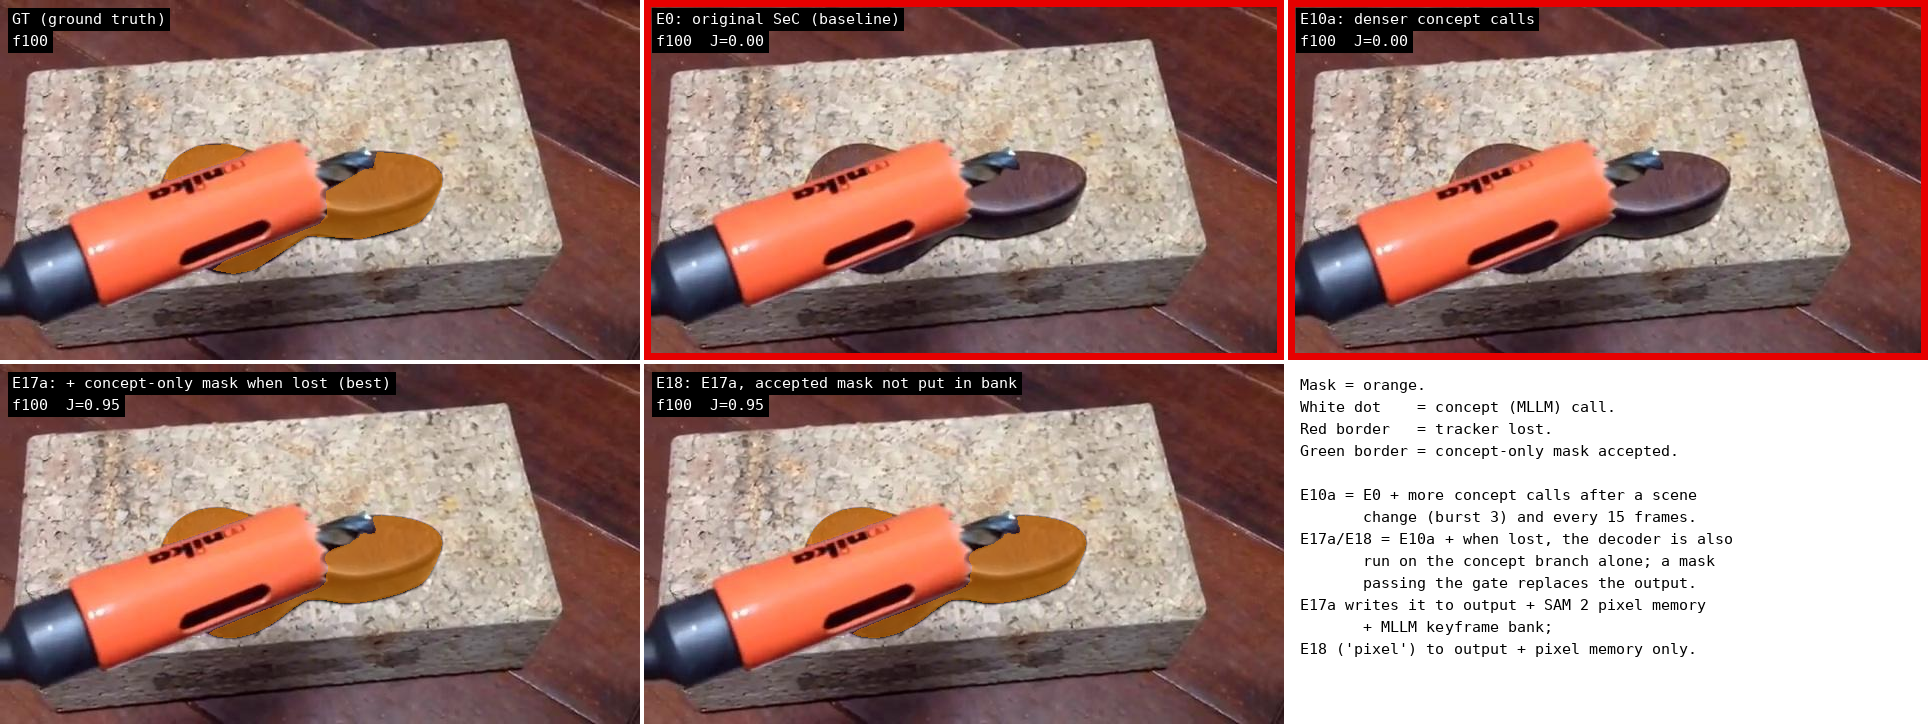 GT (ground truth)
f100
E0: original SeC (baseline)
f100  J=0.00
E10a: denser concept calls
f100  J=0.00
unika
unika
unika
E17a: + concept-only mask when lost (best)
f100  J=0.95
E18: E17a, accepted mask not put in bank
f100  J=0.95
unika
unika
Mask = orange.
White dot    = concept (MLLM) call.
Red border   = tracker lost.
Green border = concept-only mask accepted.
E10a = E0 + more concept calls after a scene
change (burst 3) and every 15 frames.
E17a/E18 = E10a + when lost, the decoder is also
run on the concept branch alone; a mask
passing the gate replaces the output.
E17a writes it to output + SAM 2 pixel memory
+ MLLM keyframe bank;
E18 ('pixel') to output + pixel memory only.